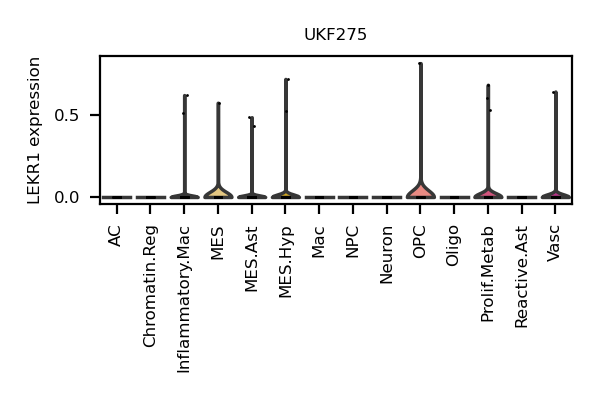 UKF275
LEKR1 expression
0.5
0.0
AC
Chromatin.Reg
Inflammatory.Mac
MES
MES.Ast
MES.Hyp
Mac
NPC
Neuron
OPC
Oligo
Prolif.Metab
Reactive.Ast
Vasc